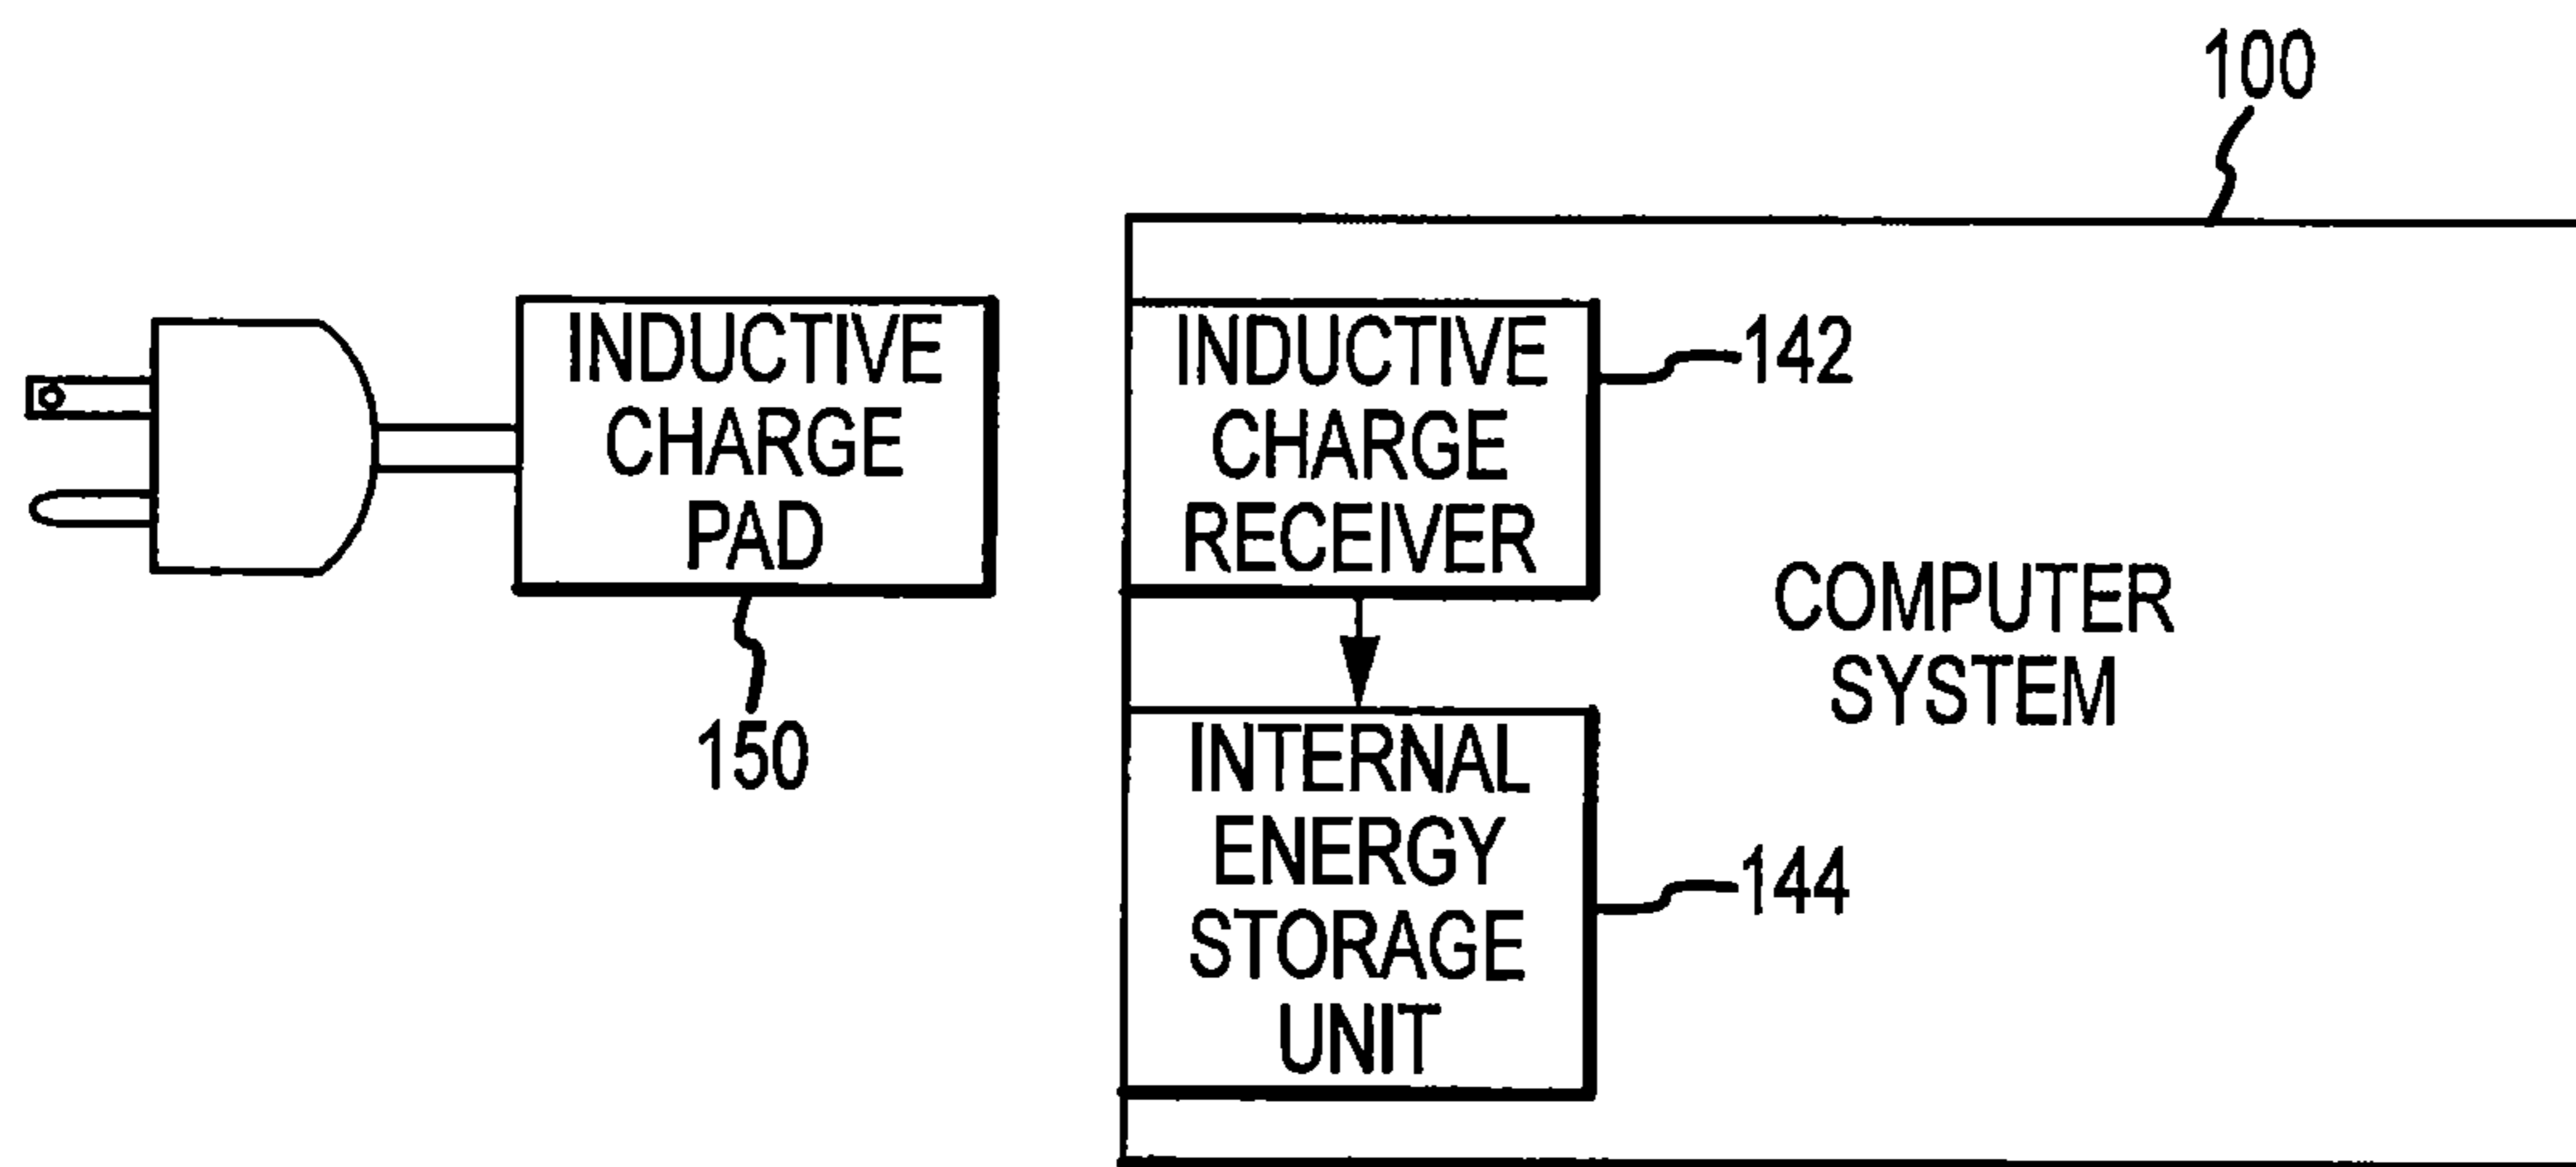 100
INDUCTIVE
CHARGE
PAD
150
INDUCTIVE
CHARGE
RECEIVER
142
COMPUTER
SYSTEM
INTERNAL
ENERGY
STORAGE
UNIT
144